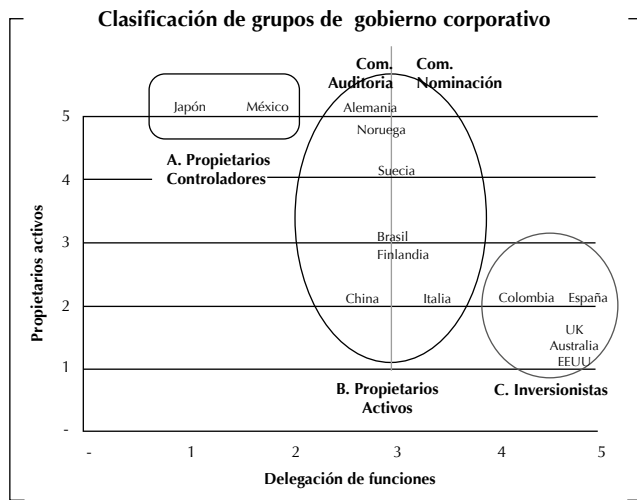 Clasificación de grupos de gobierno corporativo
Com. Auditoria
Com. Nominación
Japón México Alemania
Noruega
A. Propietarios Controladores
Suecia
Brasil
Finlandia
China Italia Colombia España
UK
Australia
EEUU
B. Propietarios Activos
C. Inversionistas
Propietarios activos
5
4
3
2
1
-
- 1 2 3 4 5
Delegación de funciones